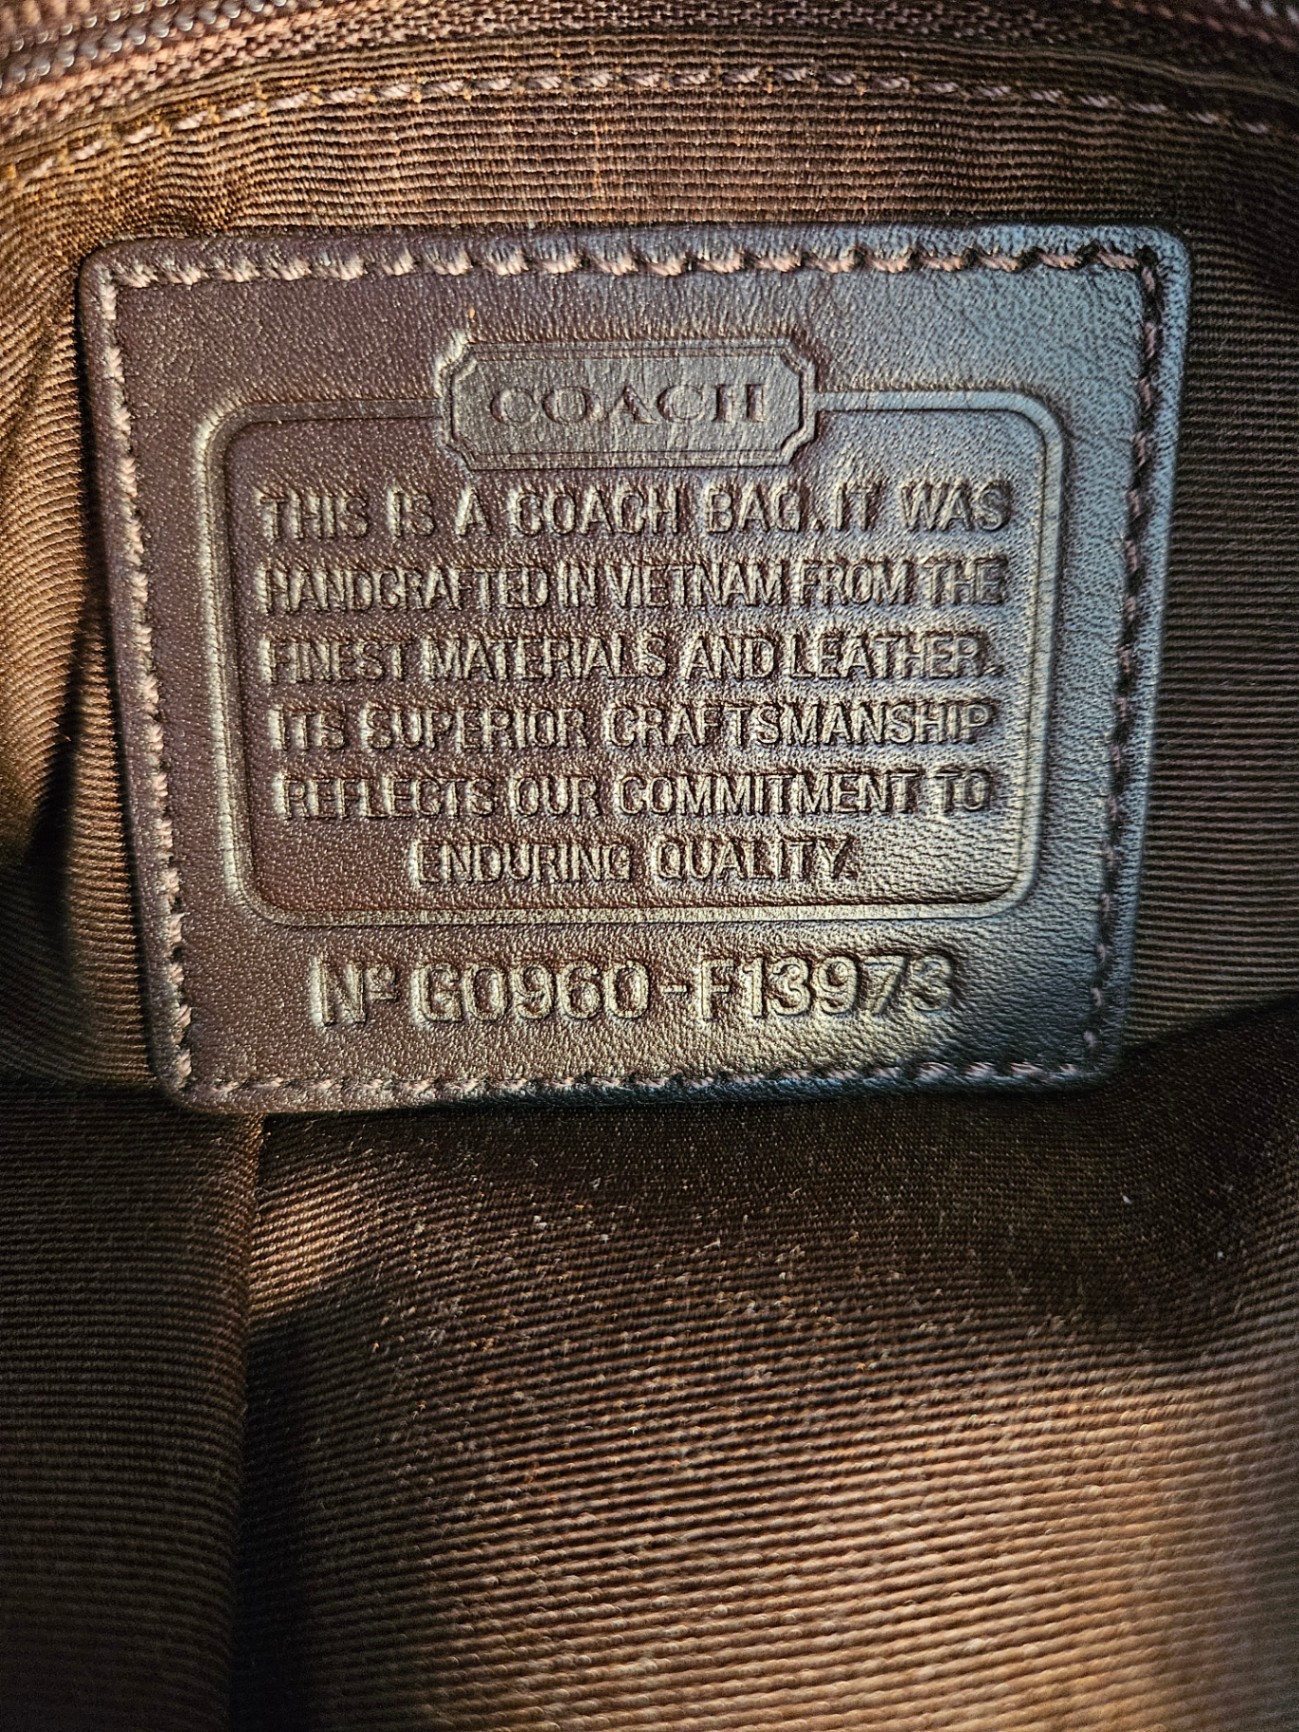 COACH
THIS IS A COACH BAG. IT WAS
HANDCRAFTED IN VIETNAM FROM THE
FINEST MATERIALS AND LEATHER.
ITS SUPERIOR CRAFTSMANSHIP
REFLECTS OUR COMMITMENT TO
ENDURING QUALITY.
Nº G0960-F13973